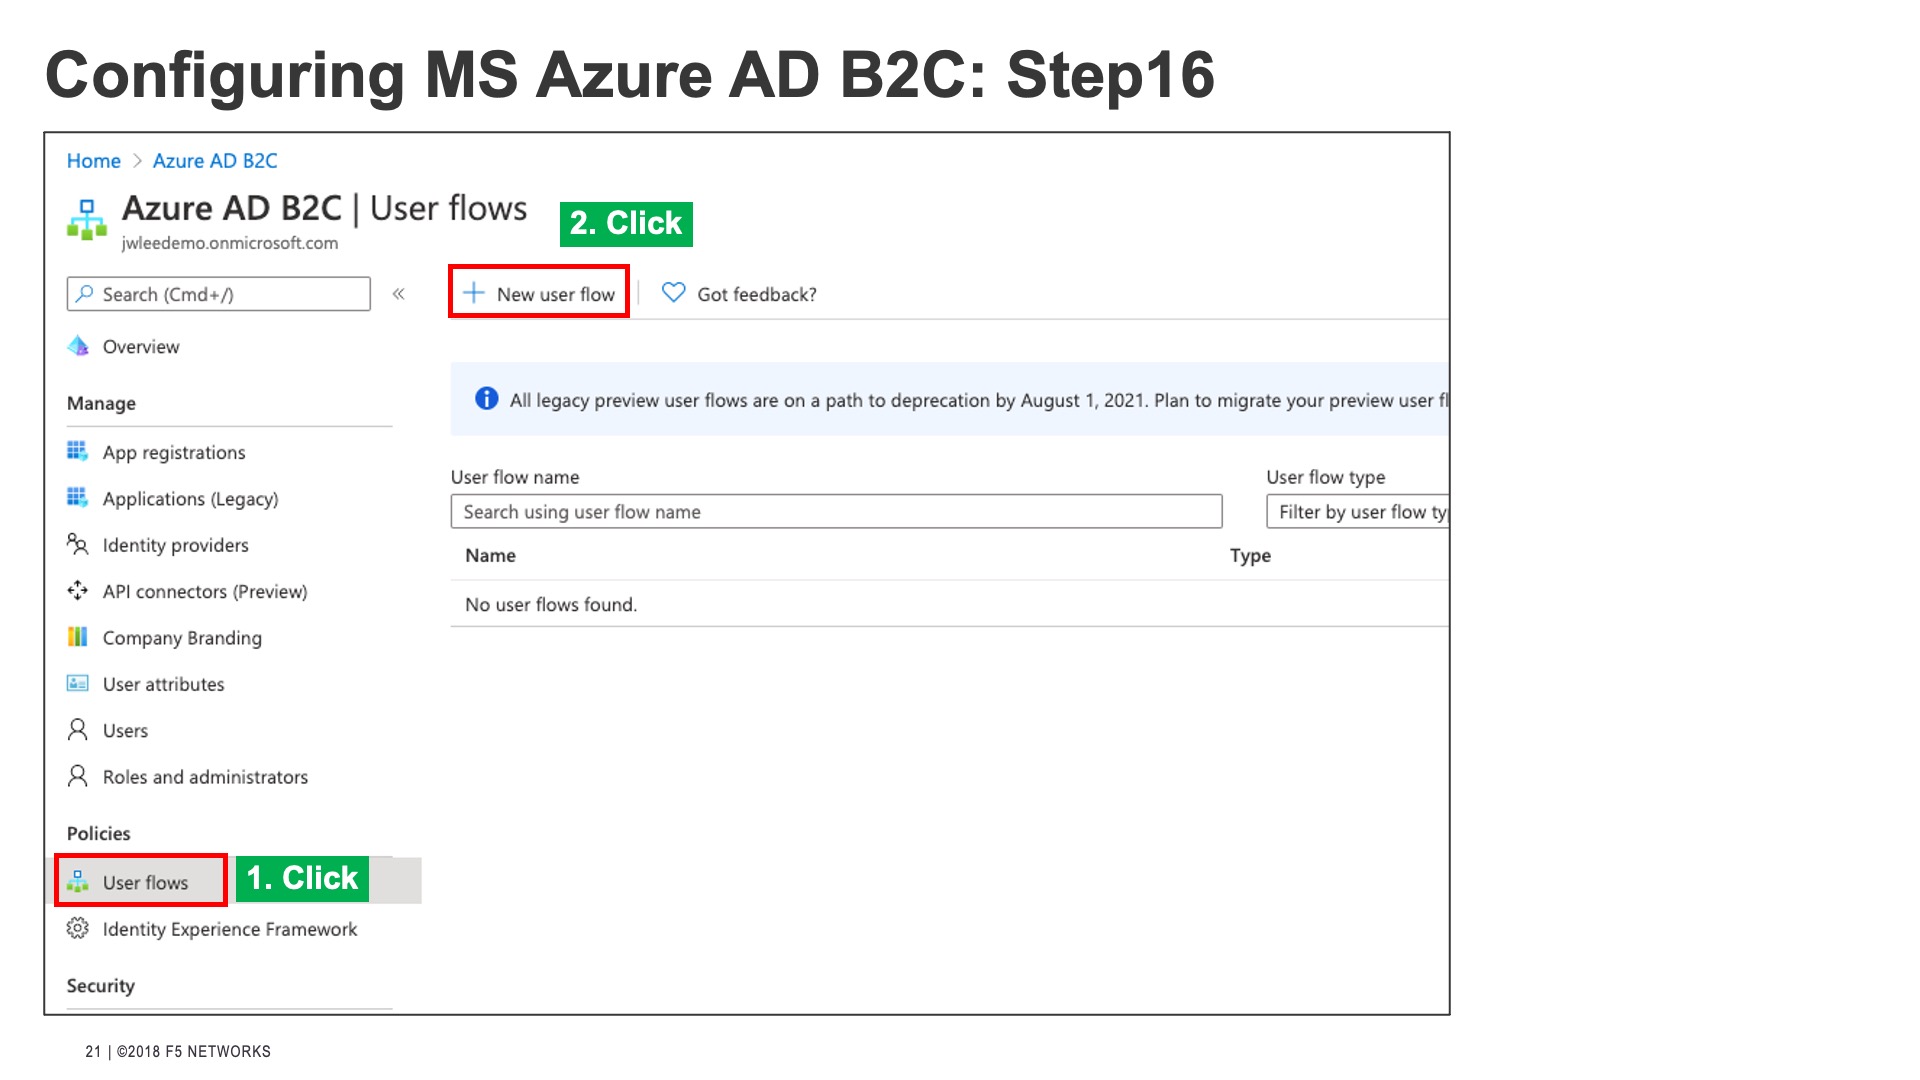 Configuring MS Azure AD B2C: Step16
Home > Azure AD B2C
Azure AD B2C | User flows
jwleedemo.onmicrosoft.com
2. Click
Search (Cmd+/)
«
New user flow
Got feedback?
Overview
Manage
App registrations
Applications (Legacy)
Identity providers
API connectors (Preview)
Company Branding
User attributes
Users
Roles and administrators
Policies
User flows
1. Click
Identity Experience Framework
Security
All legacy preview user flows are on a path to deprecation by August 1, 2021. Plan to migrate your preview user fl
User flow name
User flow type
Search using user flow name
Filter by user flow ty
Name
Type
No user flows found.
21 | ©2018 F5 NETWORKS